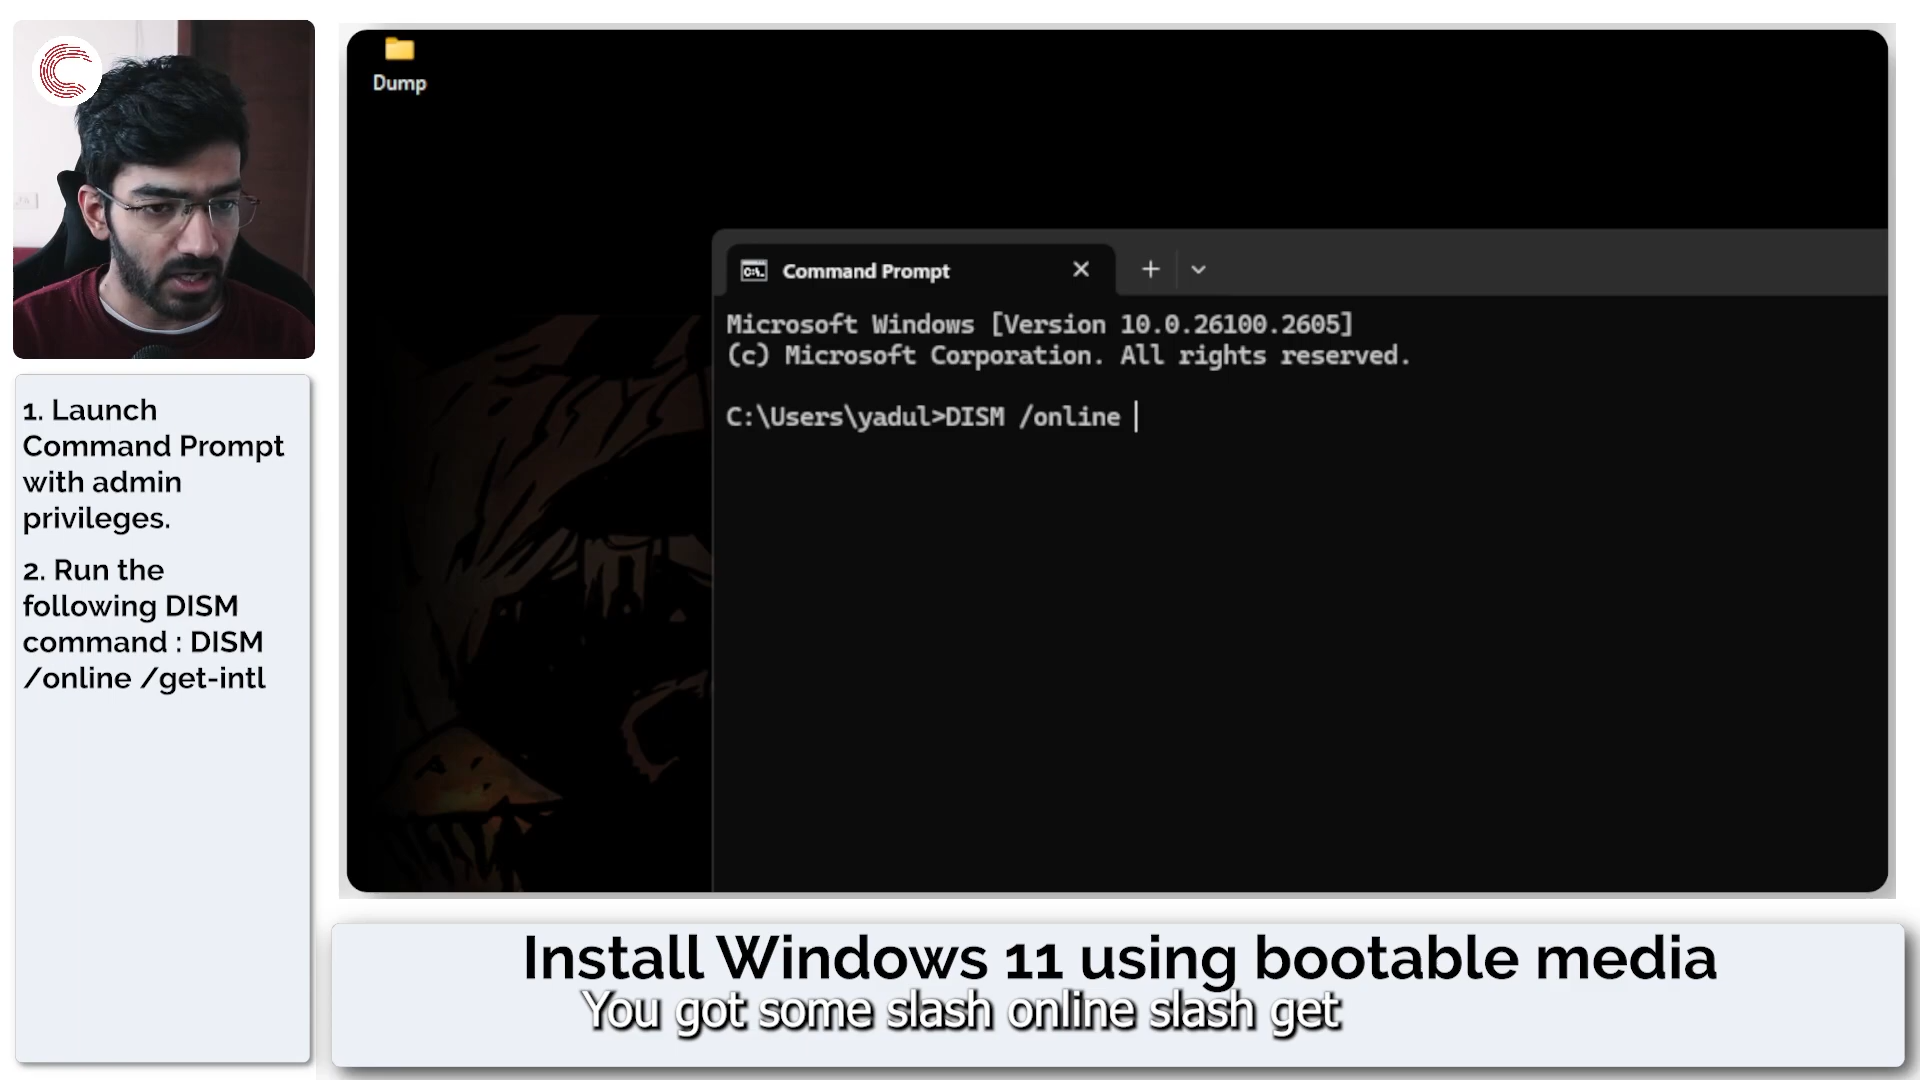 1. Launch
Command Prompt
with admin
privileges.
2. Run the
following DISM
command : DISM
/online /get-intl
Dump
Command Prompt
Microsoft Windows [Version 10.0.26100.2605]
(c) Microsoft Corporation. All rights reserved.
C:\Users\yadul>DISM /online
Install Windows 11 using bootable media
You got some slash online slash get